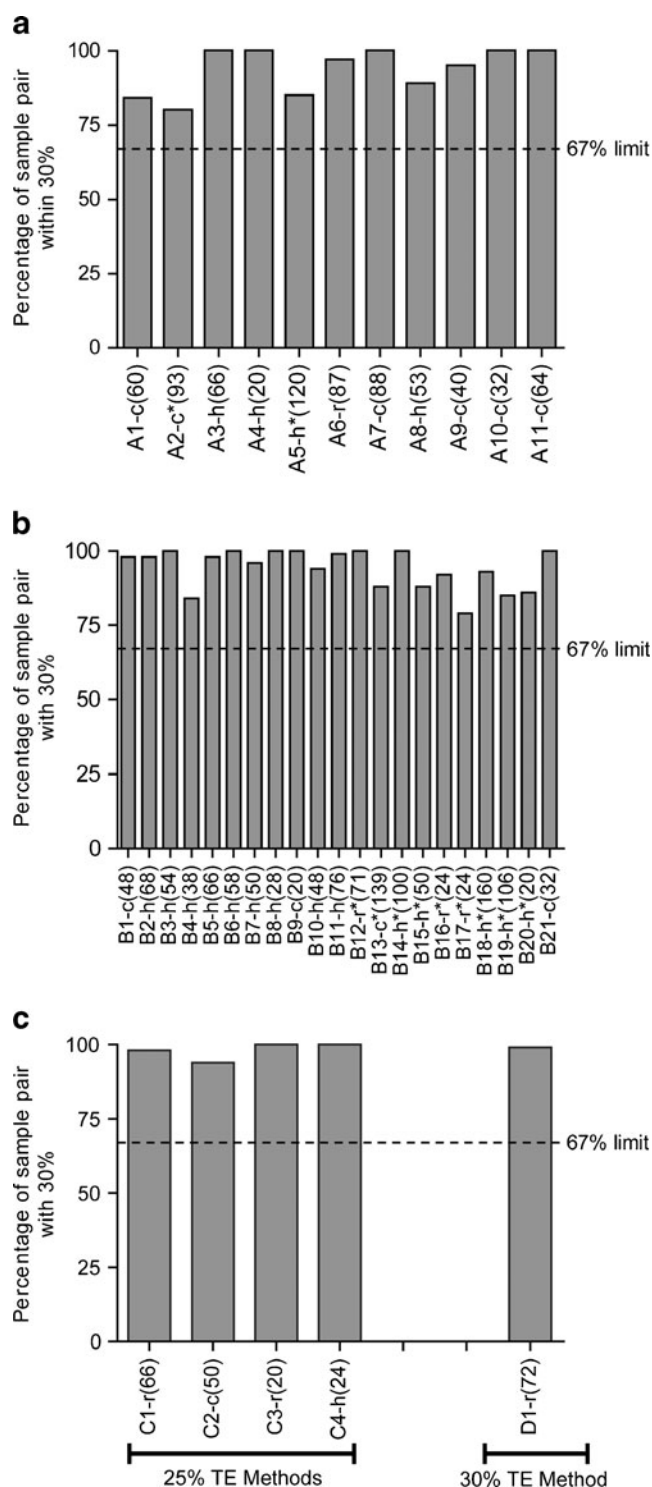 a
Percentage of sample pair
within 30%
100
75
50
25
0
67% limit
A1-c(60)
A2-c*(93)
A3-h(66)
A4-h(20)
A5-h*(120)
A6-r(87)
A7-c(88)
A8-h(53)
A9-c(40)
A10-c(32)
A11-c(64)
b
Percentage of sample pair
with 30%
100
75
50
25
0
67% limit
B1-c(48)
B2-h(68)
B3-h(54)
B4-h(38)
B5-h(66)
B6-h(58)
B7-h(50)
B8-h(28)
B9-c(20)
B10-h(48)
B11-h(76)
B12-r*(71)
B13-c*(139)
B14-h*(100)
B15-h*(50)
B16-r*(24)
B17-r*(24)
B18-h*(160)
B19-h*(106)
B20-h*(20)
B21-c(32)
c
Percentage of sample pair
with 30%
100
75
50
25
0
67% limit
C1-r(66)
C2-c(50)
C3-r(20)
C4-h(24)
D1-r(72)
25% TE Methods
30% TE Method